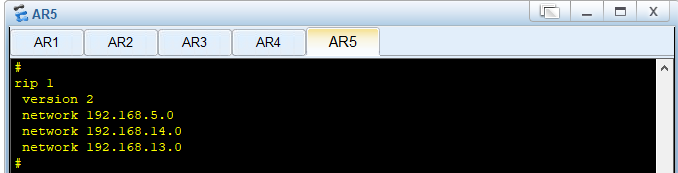 AR5
AR1 AR2 AR3 AR4 AR5
#
rip 1
 version 2
 network 192.168.5.0
 network 192.168.14.0
 network 192.168.13.0
#